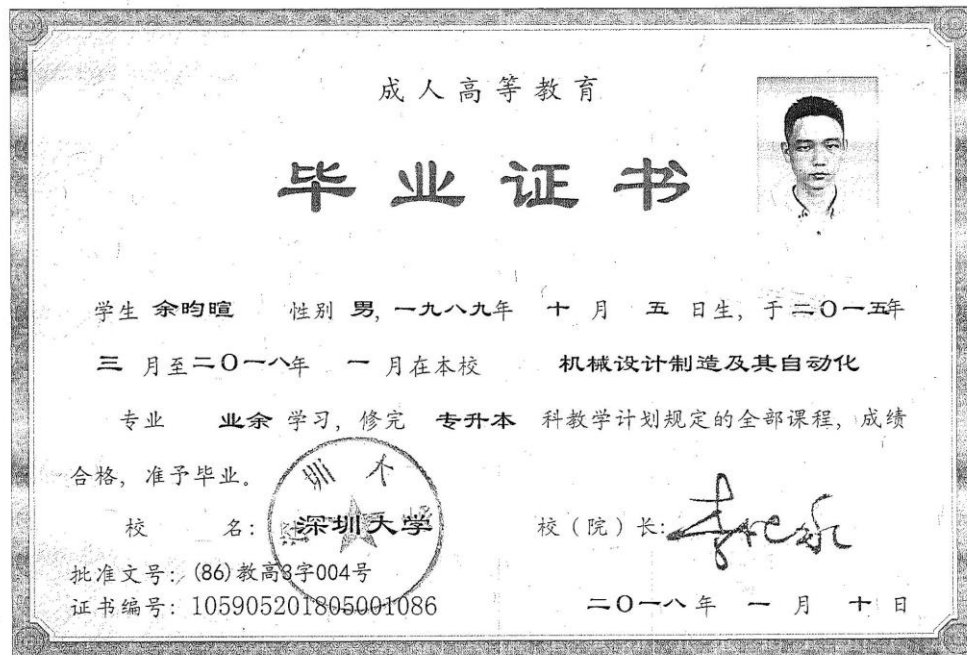 成人高等教育
毕业证书
学生 余昀暄 性别 男, 一九八九年 十 月 五 日生, 于二〇一五年
三 月至二〇一八年 一 月在本校 机械设计制造及其自动化
专业 业余 学习, 修完 专升本 科教学计划规定的全部课程, 成绩
合格, 准予毕业。
校 名: 深圳大学
校（院）长:
批准文号: (86)教高3字004号
证书编号: 105905201805001086
二〇一八年 一 月 十 日